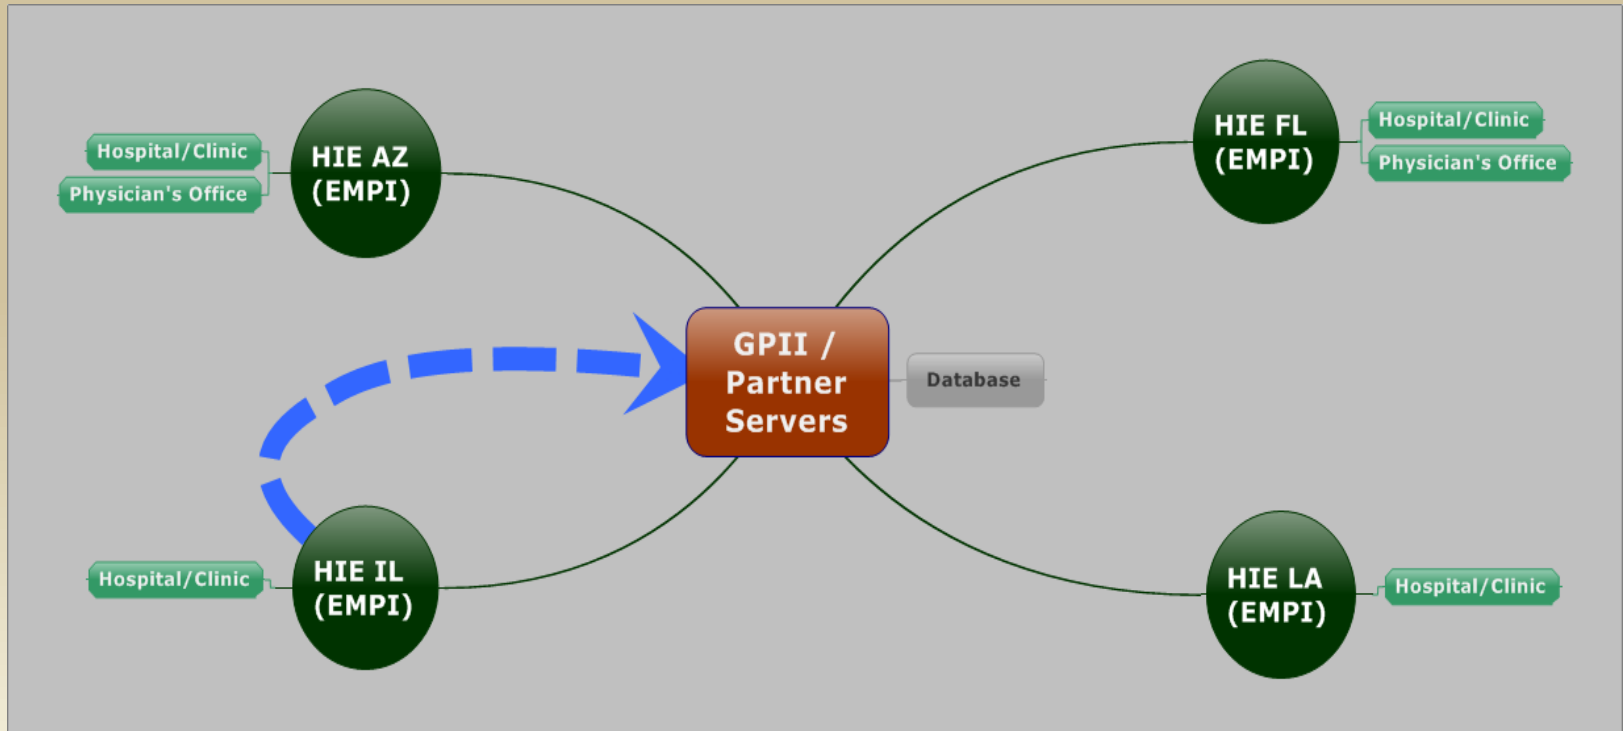 HIE AZ
(EMPI)
Hospital/Clinic
Physician's Office
HIE FL
(EMPI)
Hospital/Clinic
Physician's Office
GPII /
Partner
Servers
Database
HIE IL
(EMPI)
Hospital/Clinic
HIE LA
(EMPI)
Hospital/Clinic